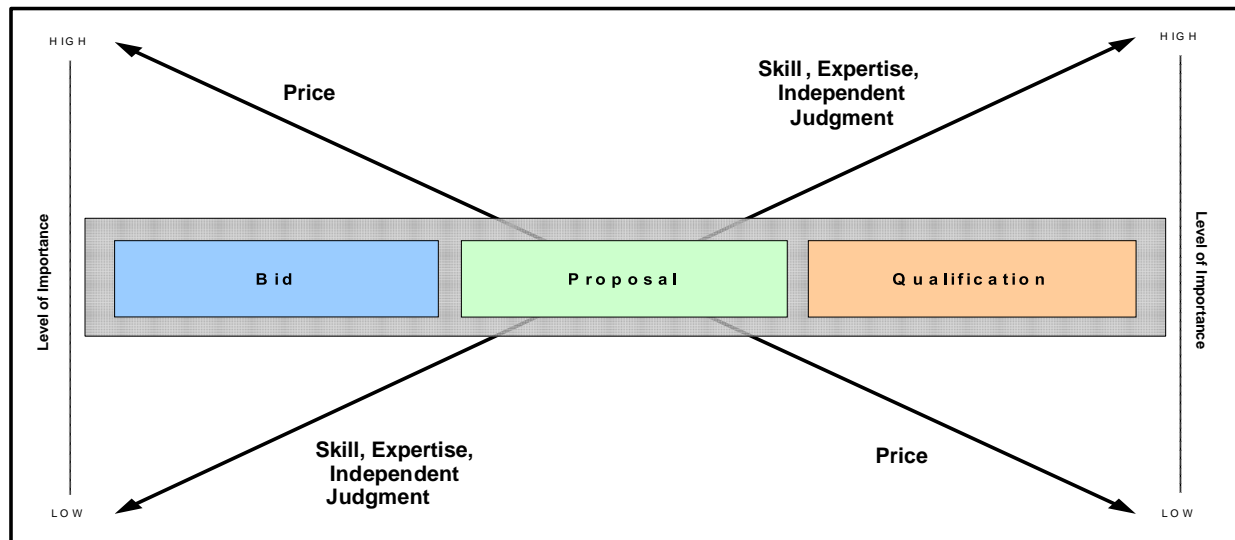 HIGH
HIGH
Skill, Expertise,
Independent
Judgment
Price
Level of Importance
Level of Importance
Bid
Proposal
Qualification
Skill, Expertise,
Independent
Judgment
Price
LOW
LOW